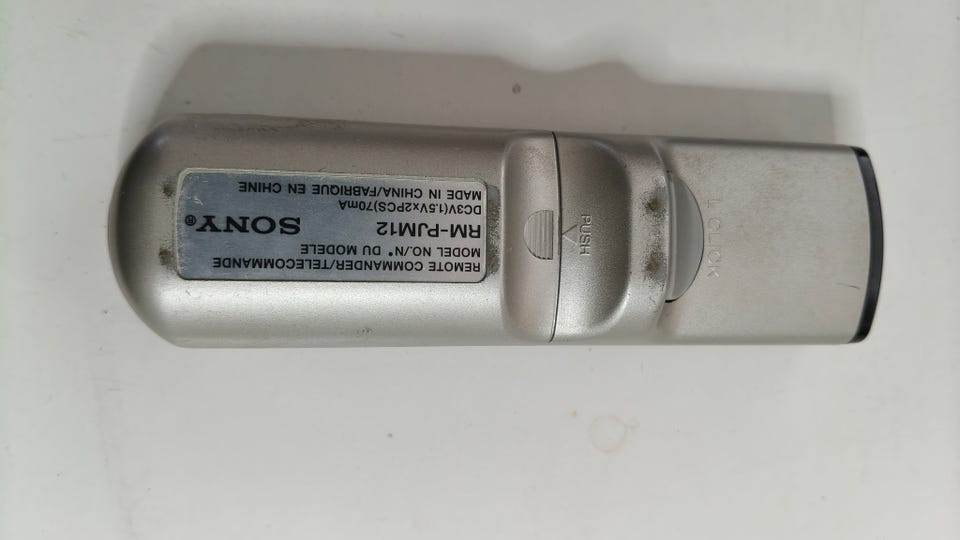 REMOTE COMMANDER/TELECOMMANDE
MODEL NO./N° DU MODELE
RM-PJM12 SONY®
DC3V(1.5Vx2PCS)70mA
MADE IN CHINA/FABRIQUE EN CHINE
PUSH
L CLICK